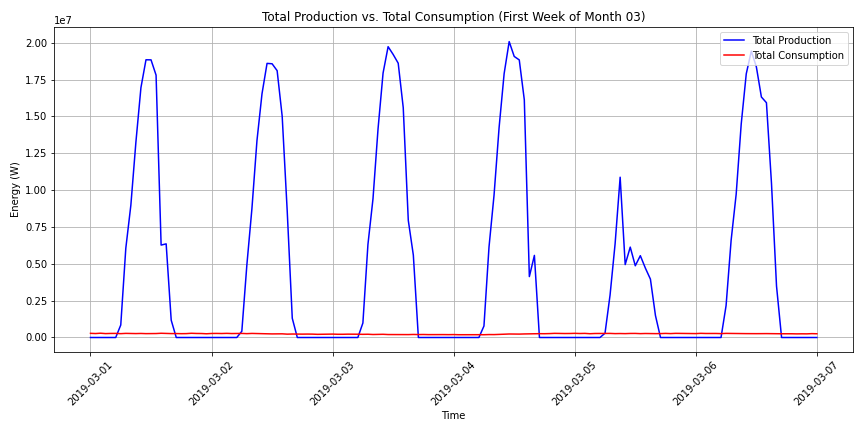 Total Production vs. Total Consumption (First Week of Month 03)
1e7
Total Production
Total Consumption
2.00
1.75
1.50
1.25
1.00
0.75
0.50
0.25
0.00
Energy (W)
2019-03-01
2019-03-02
2019-03-03
2019-03-04
2019-03-05
2019-03-06
2019-03-07
Time